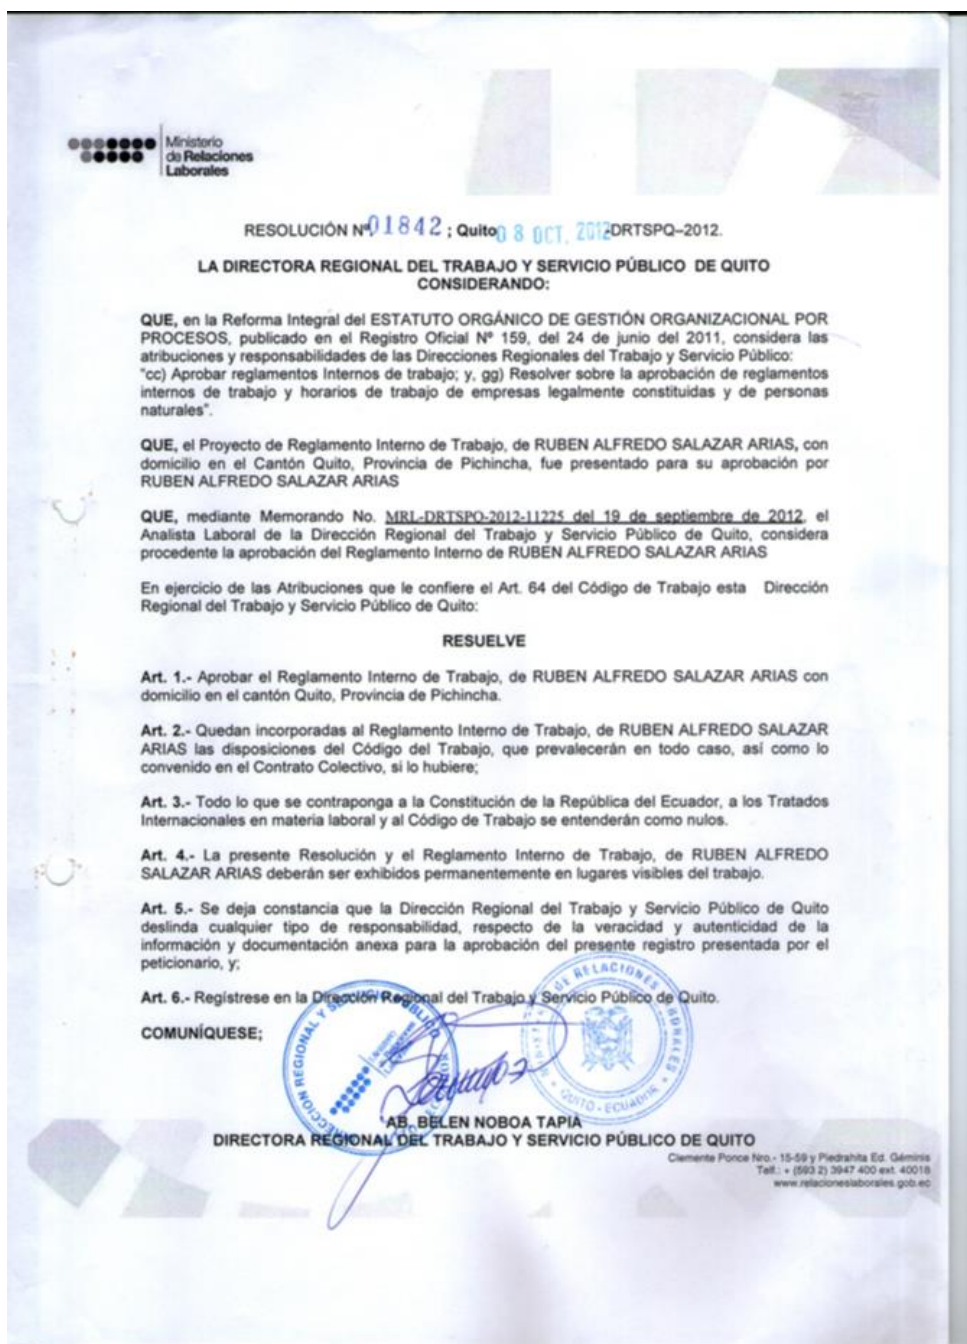 Ministerio
de Relaciones
Laborales
RESOLUCIÓN Nº 01842 ; Quito 08 OCT. 2012 DRTSPQ–2012.
LA DIRECTORA REGIONAL DEL TRABAJO Y SERVICIO PÚBLICO DE QUITO
CONSIDERANDO:
QUE, en la Reforma Integral del ESTATUTO ORGÁNICO DE GESTIÓN ORGANIZACIONAL POR
PROCESOS, publicado en el Registro Oficial Nº 159, del 24 de junio del 2011, considera las
atribuciones y responsabilidades de las Direcciones Regionales del Trabajo y Servicio Público:
"cc) Aprobar reglamentos Internos de trabajo; y, gg) Resolver sobre la aprobación de reglamentos
internos de trabajo y horarios de trabajo de empresas legalmente constituidas y de personas
naturales".
QUE, el Proyecto de Reglamento Interno de Trabajo, de RUBEN ALFREDO SALAZAR ARIAS, con
domicilio en el Cantón Quito, Provincia de Pichincha, fue presentado para su aprobación por
RUBEN ALFREDO SALAZAR ARIAS
QUE, mediante Memorando No. MRL-DRTSPO-2012-11225 del 19 de septiembre de 2012, el
Analista Laboral de la Dirección Regional del Trabajo y Servicio Público de Quito, considera
procedente la aprobación del Reglamento Interno de RUBEN ALFREDO SALAZAR ARIAS
En ejercicio de las Atribuciones que le confiere el Art. 64 del Código de Trabajo esta Dirección
Regional del Trabajo y Servicio Público de Quito:
RESUELVE
Art. 1.- Aprobar el Reglamento Interno de Trabajo, de RUBEN ALFREDO SALAZAR ARIAS con
domicilio en el cantón Quito, Provincia de Pichincha.
Art. 2.- Quedan incorporadas al Reglamento Interno de Trabajo, de RUBEN ALFREDO SALAZAR
ARIAS las disposiciones del Código del Trabajo, que prevalecerán en todo caso, así como lo
convenido en el Contrato Colectivo, si lo hubiere;
Art. 3.- Todo lo que se contraponga a la Constitución de la República del Ecuador, a los Tratados
Internacionales en materia laboral y al Código de Trabajo se entenderán como nulos.
Art. 4.- La presente Resolución y el Reglamento Interno de Trabajo, de RUBEN ALFREDO
SALAZAR ARIAS deberán ser exhibidos permanentemente en lugares visibles del trabajo.
Art. 5.- Se deja constancia que la Dirección Regional del Trabajo y Servicio Público de Quito
deslinda cualquier tipo de responsabilidad, respecto de la veracidad y autenticidad de la
información y documentación anexa para la aprobación del presente registro presentada por el
peticionario, y;
Art. 6.- Regístrese en la Dirección Regional del Trabajo y Servicio Público de Quito.
COMUNÍQUESE;
DE RELACIONES
QUITO - ECUADOR
AB. BELEN NOBOA TAPIA
DIRECTORA REGIONAL DEL TRABAJO Y SERVICIO PÚBLICO DE QUITO
Clemente Ponce Nro.- 15-59 y Piedrahita Ed. Géminis
Telf.: + (593 2) 3947 400 ext. 40018
www.relacioneslaborales.gob.ec